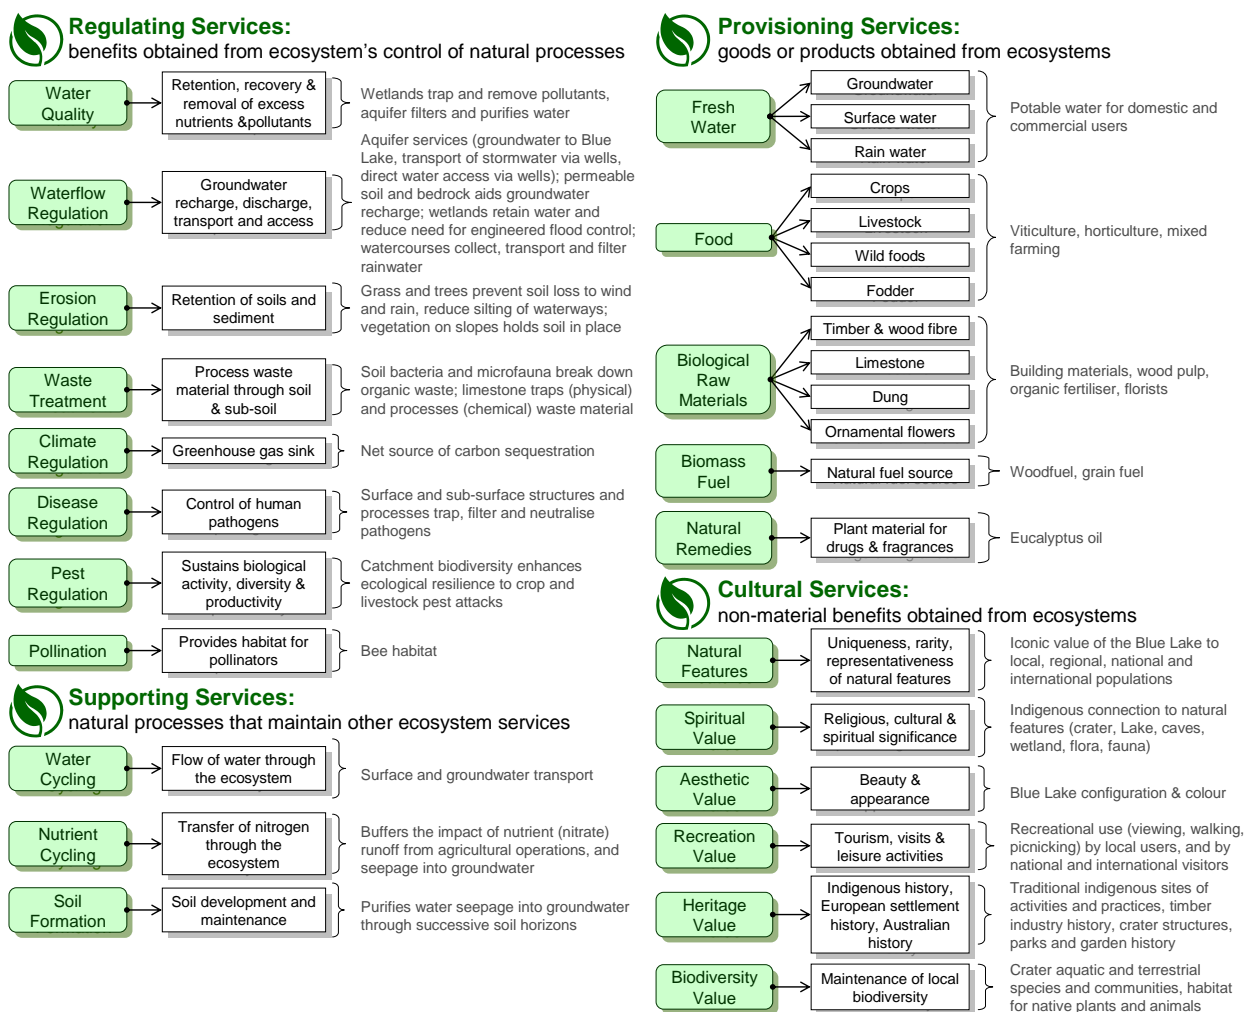 Regulating Services:
benefits obtained from ecosystem's control of natural processes
Water
Quality
Retention, recovery &
removal of excess
nutrients &pollutants
Wetlands trap and remove pollutants,
aquifer filters and purifies water
Waterflow
Regulation
Groundwater
recharge, discharge,
transport and access
Aquifer services (groundwater to Blue
Lake, transport of stormwater via wells,
direct water access via wells); permeable
soil and bedrock aids groundwater
recharge; wetlands retain water and
reduce need for engineered flood control;
watercourses collect, transport and filter
rainwater
Erosion
Regulation
Retention of soils and
sediment
Grass and trees prevent soil loss to wind
and rain, reduce silting of waterways;
vegetation on slopes holds soil in place
Waste
Treatment
Process waste
material through soil
& sub-soil
Soil bacteria and microfauna break down
organic waste; limestone traps (physical)
and processes (chemical) waste material
Climate
Regulation
Greenhouse gas sink
Net source of carbon sequestration
Disease
Regulation
Control of human
pathogens
Surface and sub-surface structures and
processes trap, filter and neutralise
pathogens
Pest
Regulation
Sustains biological
activity, diversity &
productivity
Catchment biodiversity enhances
ecological resilience to crop and
livestock pest attacks
Pollination
Provides habitat for
pollinators
Bee habitat
Supporting Services:
natural processes that maintain other ecosystem services
Water
Cycling
Flow of water through
the ecosystem
Surface and groundwater transport
Nutrient
Cycling
Transfer of nitrogen
through the
ecosystem
Buffers the impact of nutrient (nitrate)
runoff from agricultural operations, and
seepage into groundwater
Soil
Formation
Soil development and
maintenance
Purifies water seepage into groundwater
through successive soil horizons
Provisioning Services:
goods or products obtained from ecosystems
Fresh
Water
Groundwater
Surface water
Rain water
Potable water for domestic and
commercial users
Food
Crops
Livestock
Wild foods
Fodder
Viticulture, horticulture, mixed
farming
Biological
Raw
Materials
Timber & wood fibre
Limestone
Dung
Ornamental flowers
Building materials, wood pulp,
organic fertiliser, florists
Biomass
Fuel
Natural fuel source
Woodfuel, grain fuel
Natural
Remedies
Plant material for
drugs & fragrances
Eucalyptus oil
Cultural Services:
non-material benefits obtained from ecosystems
Natural
Features
Uniqueness, rarity,
representativeness
of natural features
Iconic value of the Blue Lake to
local, regional, national and
international populations
Spiritual
Value
Religious, cultural &
spiritual significance
Indigenous connection to natural
features (crater, Lake, caves,
wetland, flora, fauna)
Aesthetic
Value
Beauty &
appearance
Blue Lake configuration & colour
Recreation
Value
Tourism, visits &
leisure activities
Recreational use (viewing, walking,
picnicking) by local users, and by
national and international visitors
Heritage
Value
Indigenous history,
European settlement
history, Australian
history
Traditional indigenous sites of
activities and practices, timber
industry history, crater structures,
parks and garden history
Biodiversity
Value
Maintenance of local
biodiversity
Crater aquatic and terrestrial
species and communities, habitat
for native plants and animals